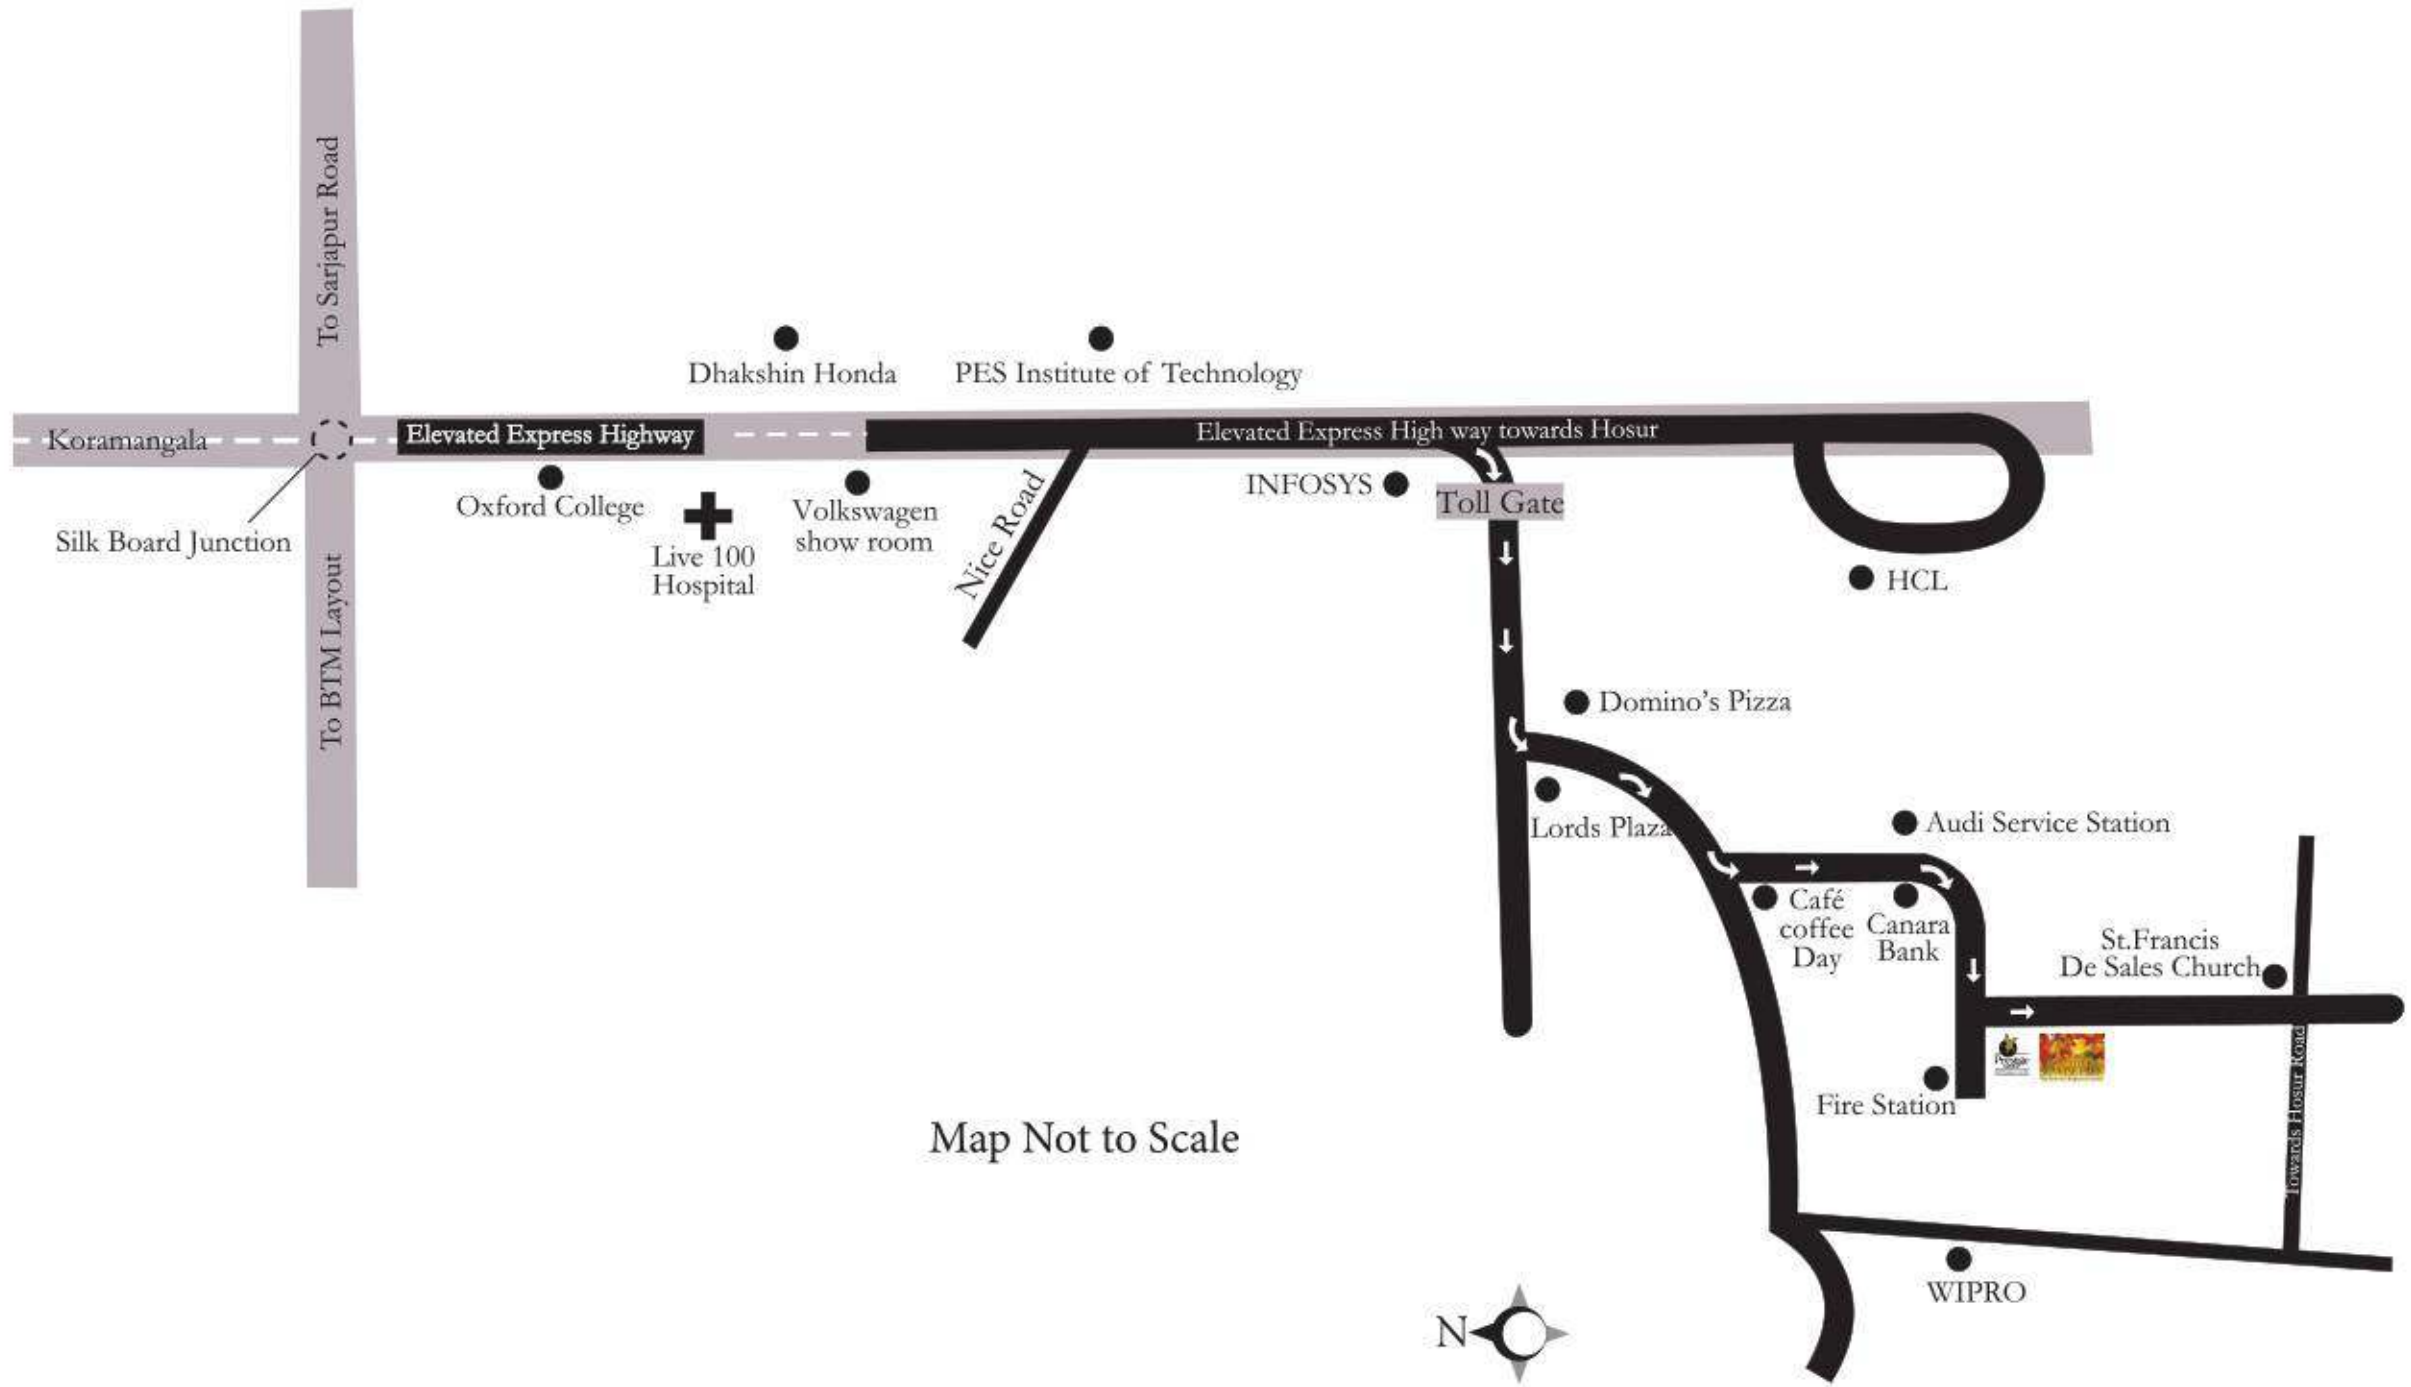 To Sarjapur Road
Dhakshin Honda
PES Institute of Technology
Koramangala
Elevated Express Highway
Elevated Express High way towards Hosur
Silk Board Junction
Oxford College
Live 100
Hospital
Volkswagen
show room
Nice Road
INFOSYS
Toll Gate
HCL
To BTM Layout
Domino's Pizza
Lords Plaza
Audi Service Station
Café
coffee
Day
Canara
Bank
St.Francis
De Sales Church
Fire Station
Towards Hosur Road
Map Not to Scale
WIPRO
N